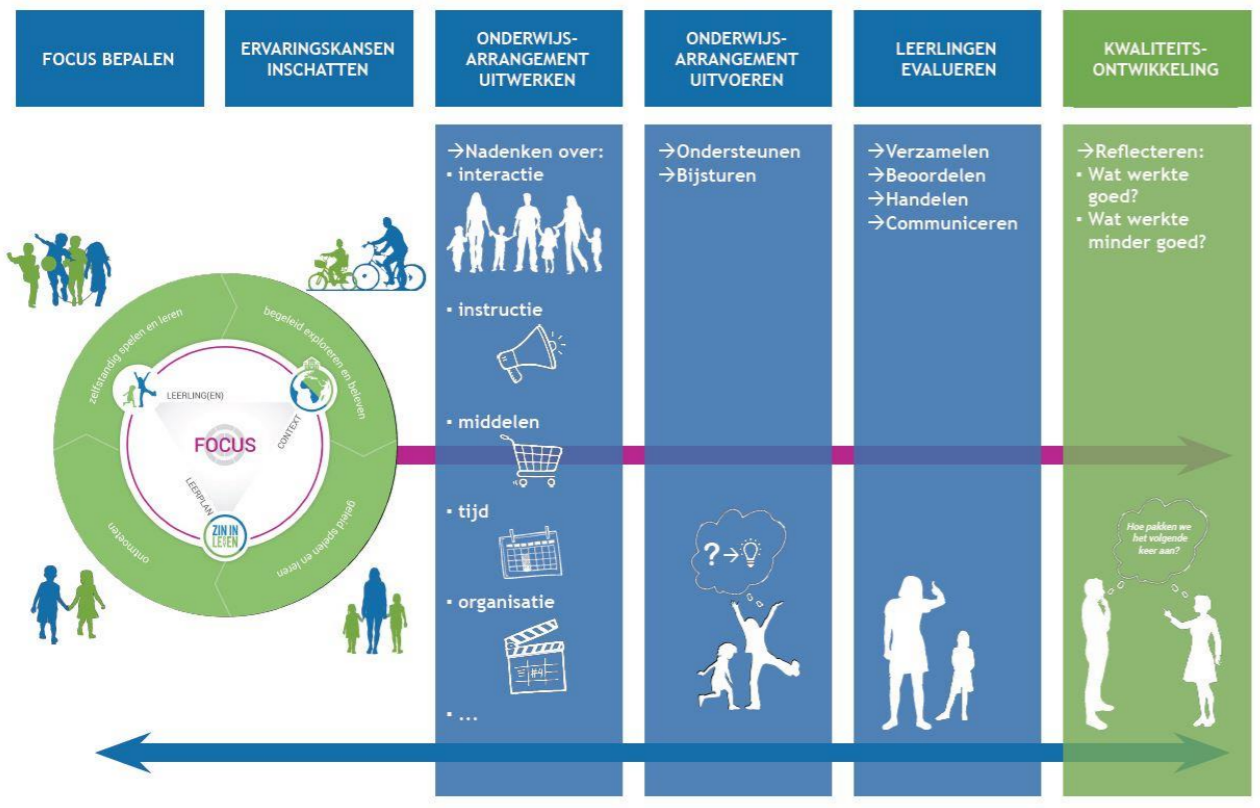 FOCUS BEPALEN
ERVARINGSKANSEN
INSCHATTEN
ONDERWIJS-
ARRANGEMENT
UITWERKEN
ONDERWIJS-
ARRANGEMENT
UITVOEREN
LEERLINGEN
EVALUEREN
KWALITEITS-
ONTWIKKELING
zelfstandig spelen en leren
begeleid exploreren en beleven
geleid spelen en leren
ontmoeten
LEERLING(EN)
CONTEXT
LEERPLAN
FOCUS
ZIN IN
LEREN
→Nadenken over:
▪ interactie
▪ instructie
▪ middelen
▪ tijd
▪ organisatie
▪ ...
→Ondersteunen
→Bijsturen
?→
→Verzamelen
→Beoordelen
→Handelen
→Communiceren
→Reflecteren:
▪ Wat werkte
goed?
▪ Wat werkte
minder goed?
Hoe pakken we
het volgende
keer aan?